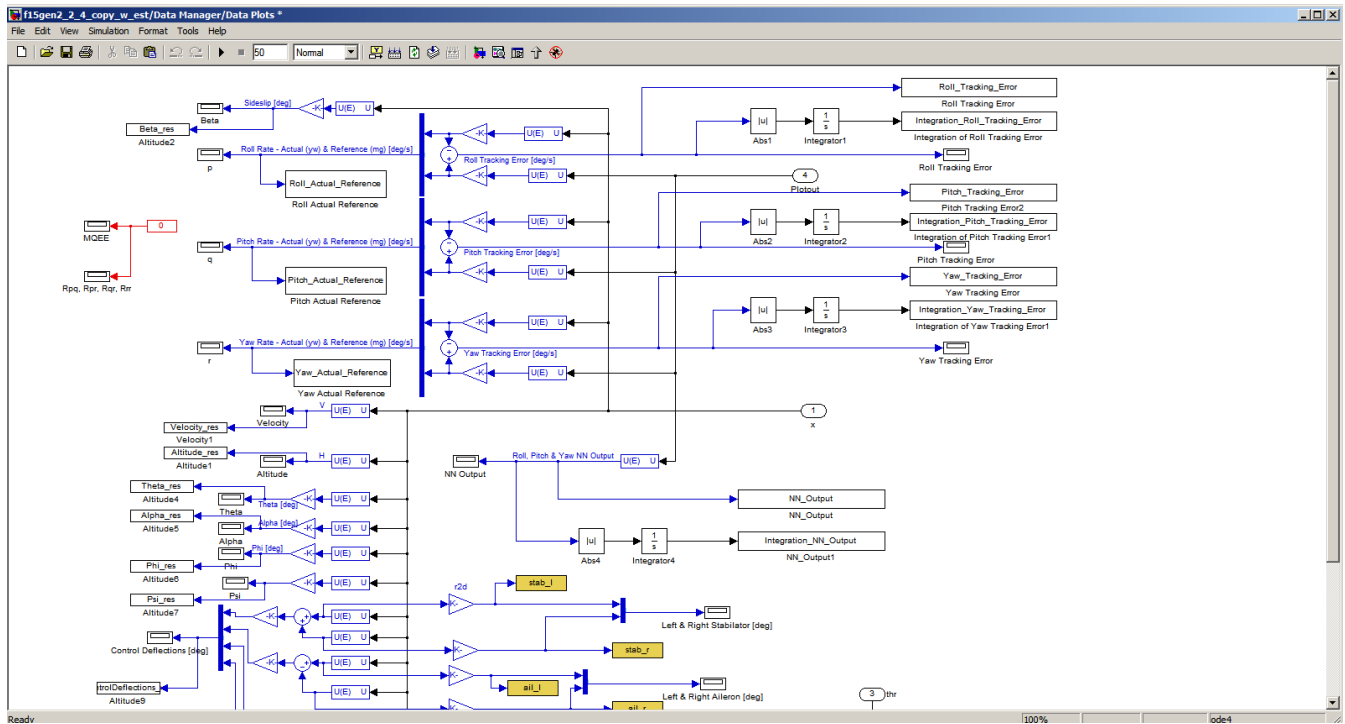 f15gen2_2_4_copy_w_est/Data Manager/Data Plots *
File Edit View Simulation Format Tools Help
50 Normal
Roll_Tracking_Error
Roll Tracking Error
Sideslip [deg]
-K-
U(E) U
Beta
Beta_res
Altitude2
Integration_Roll_Tracking_Error
Integration of Roll Tracking Error
|u|
Abs1
1
s
Integrator1
-K-
U(E) U
Roll Rate - Actual (yw) & Reference (mg) [deg/s]
p
Roll Tracking Error [deg/s]
Roll Tracking Error
-K-
U(E) U
4
Plotout
Roll_Actual_Reference
Roll Actual Reference
Pitch_Tracking_Error
Pitch Tracking Error2
0
MQEE
Rpq, Rpr, Rqr, Rrr
-K-
U(E) U
|u|
Abs2
1
s
Integrator2
Integration_Pitch_Tracking_Error
Integration of Pitch Tracking Error1
Pitch Rate - Actual (yw) & Reference (mg) [deg/s]
q
Pitch Tracking Error [deg/s]
Pitch Tracking Error
-K-
U(E) U
Pitch_Actual_Reference
Pitch Actual Reference
Yaw_Tracking_Error
Yaw Tracking Error
-K-
U(E) U
|u|
Abs3
1
s
Integrator3
Integration_Yaw_Tracking_Error
Integration of Yaw Tracking Error1
Yaw Rate - Actual (yw) & Reference (mg) [deg/s]
r
Yaw Tracking Error [deg/s]
Yaw Tracking Error
-K-
U(E) U
Yaw_Actual_Reference
Yaw Actual Reference
V
U(E) U
Velocity
1
x
Velocity_res
Velocity1
Altitude_res
Altitude1
H
U(E) U
Altitude
Roll, Pitch & Yaw NN Output
U(E) U
NN Output
Theta_res
Altitude4
Theta
Theta [deg]
-K-
U(E) U
NN_Output
NN_Output
Alpha_res
Altitude5
Alpha
Alpha [deg]
-K-
U(E) U
|u|
Abs4
1
s
Integrator4
Integration_NN_Output
NN_Output1
Phi [deg]
-K-
U(E) U
Phi
Phi_res
Altitude6
-K-
U(E) U
Psi
Psi_res
Altitude7
r2d
K-
stab_l
-K-
U(E) U
Left & Right Stabilator [deg]
U(E) U
K-
stab_r
Control Deflections [deg]
-K-
U(E) U
K-
ail_l
Left & Right Aileron [deg]
ntrolDeflections_
Altitude9
U(E) U
K-
ail_r
3
thr
Ready
100%
ode4